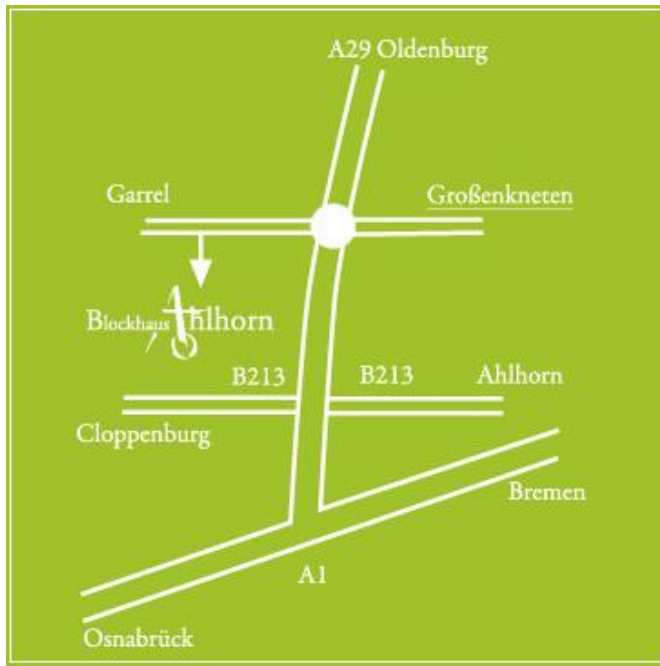 A29 Oldenburg
Garrel
Großenkneten
Blockhaus Ahlhorn
B213
B213
Ahlhorn
Cloppenburg
Bremen
A1
Osnabrück